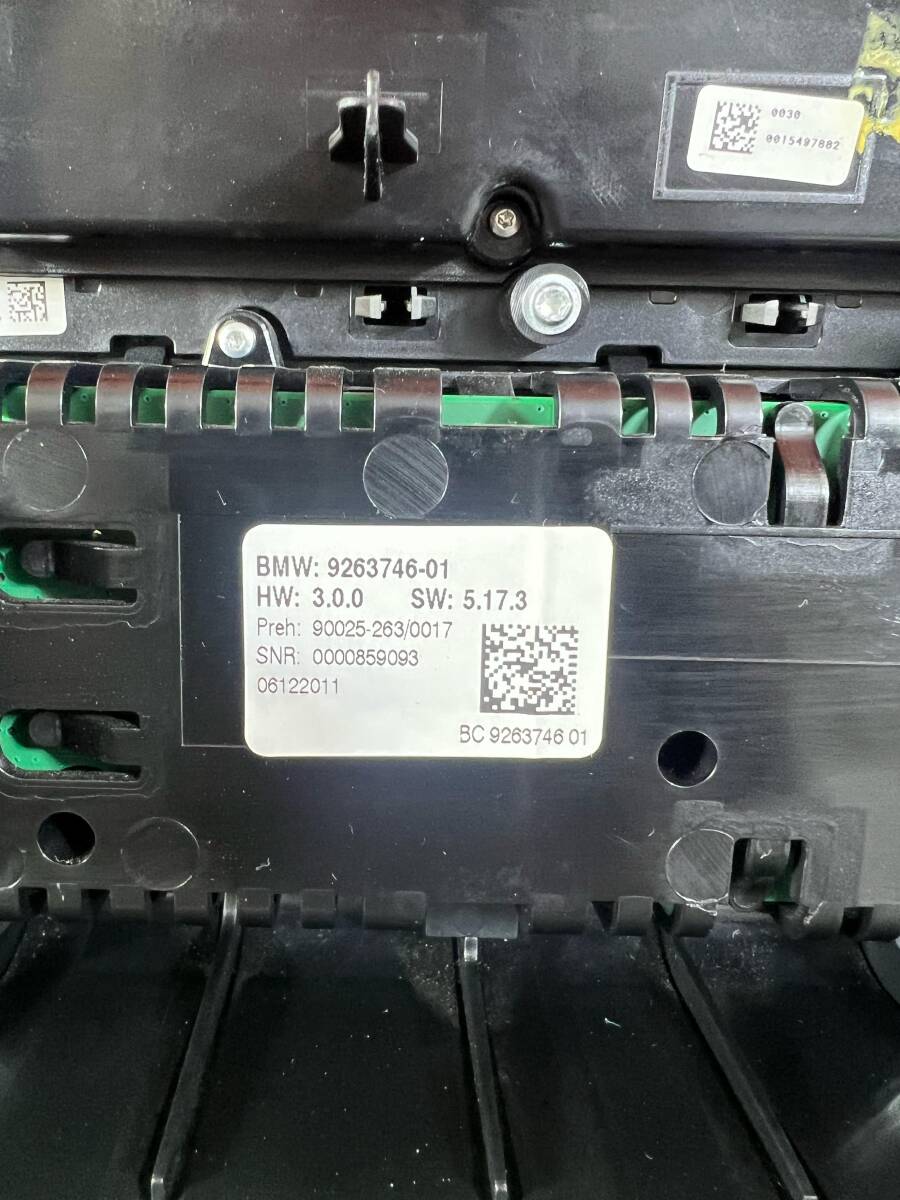 0030
0015497882
BMW: 9263746-01
HW: 3.0.0 SW: 5.17.3
Preh: 90025-263/0017
SNR: 0000859093
06122011
BC 9263746 01